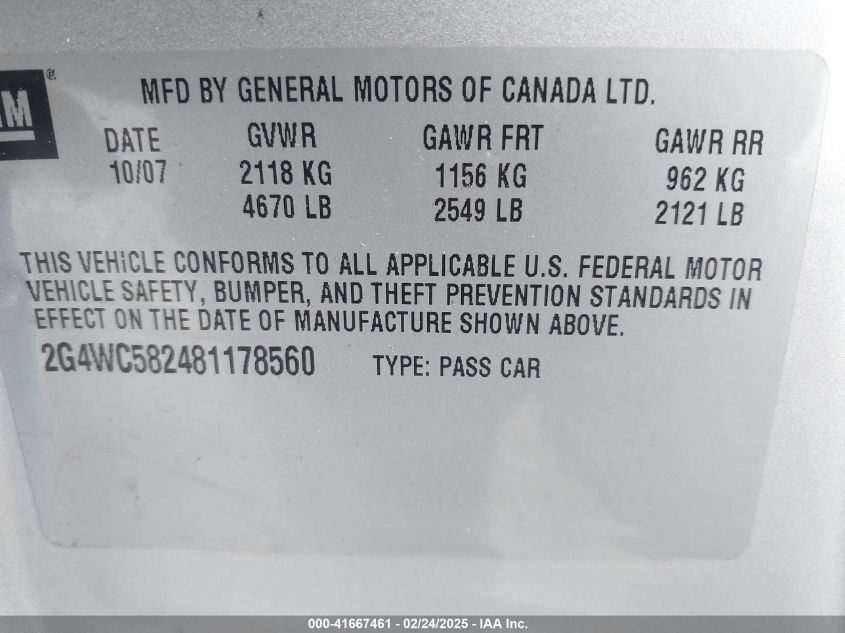 MFD BY GENERAL MOTORS OF CANADA LTD.
DATE GVWR GAWR FRT GAWR RR
10/07 2118 KG 1156 KG 962 KG
4670 LB 2549 LB 2121 LB
THIS VEHICLE CONFORMS TO ALL APPLICABLE U.S. FEDERAL MOTOR
VEHICLE SAFETY, BUMPER, AND THEFT PREVENTION STANDARDS IN
EFFECT ON THE DATE OF MANUFACTURE SHOWN ABOVE.
2G4WC582481178560 TYPE: PASS CAR
000-41667461 - 02/24/2025 - IAA Inc.